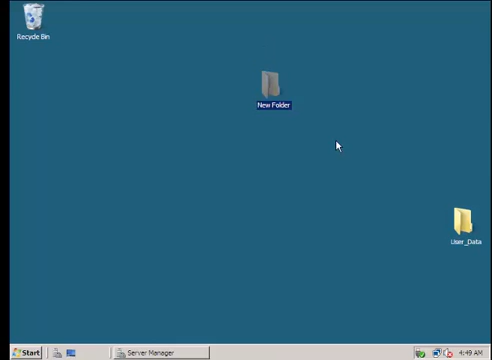 Recycle Bin
New Folder
User_Data
Start
Server Manager
4:49 AM